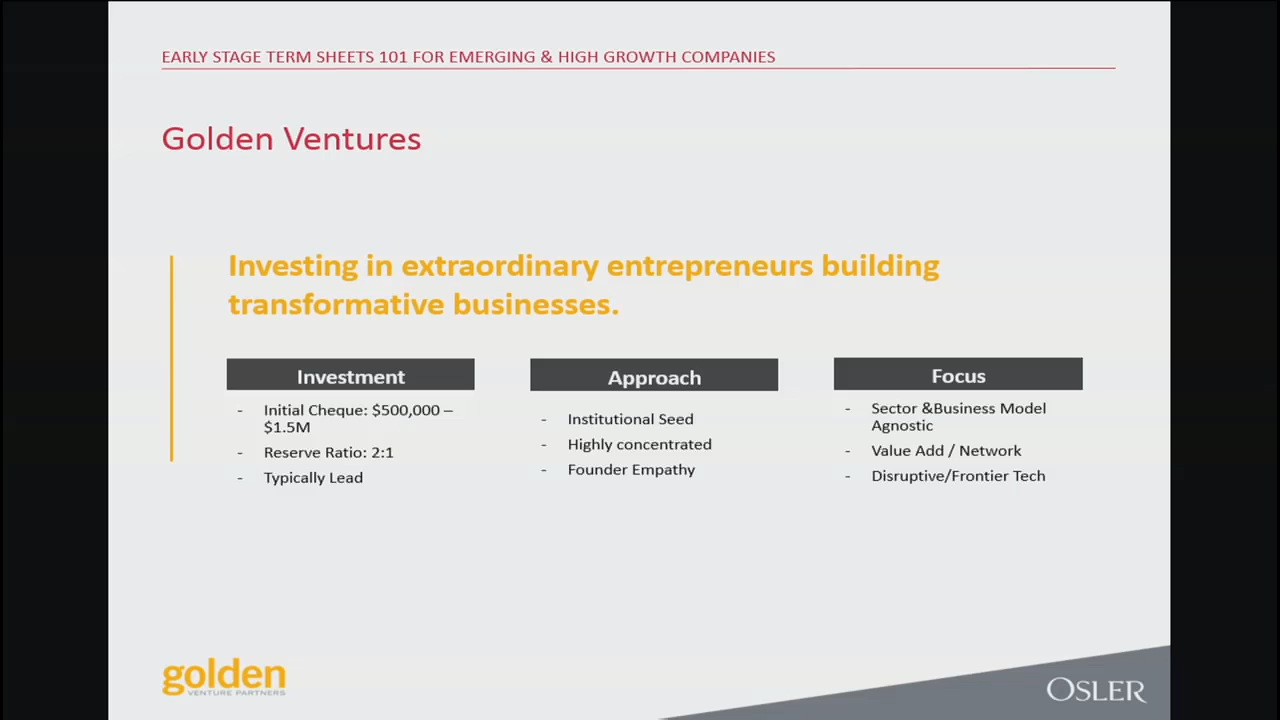 EARLY STAGE TERM SHEETS 101 FOR EMERGING & HIGH GROWTH COMPANIES
Golden Ventures
Investing in extraordinary entrepreneurs building
transformative businesses.
Investment
- Initial Cheque: $500,000 –
$1.5M
- Reserve Ratio: 2:1
- Typically Lead
Approach
- Institutional Seed
- Highly concentrated
- Founder Empathy
Focus
- Sector &Business Model
Agnostic
- Value Add / Network
- Disruptive/Frontier Tech
golden
VENTURE PARTNERS
OSLER